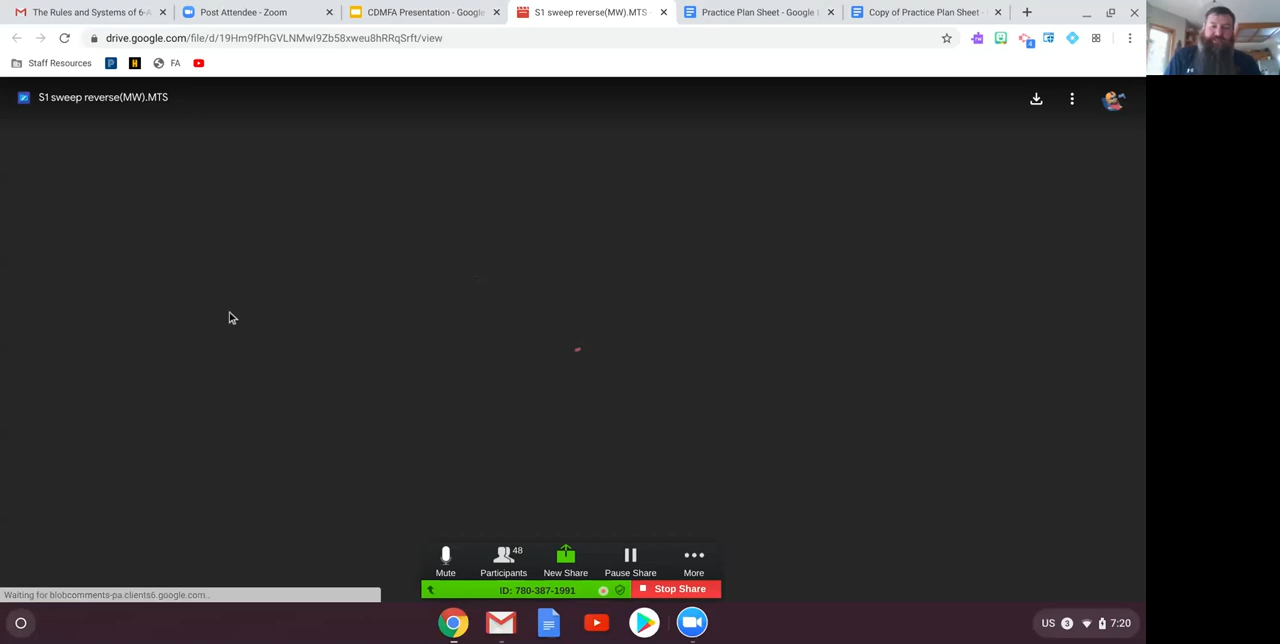 The Rules and Systems of 6-A
Post Attendee - Zoom
CDMFA Presentation - Google
S1 sweep reverse(MW).MTS -
Practice Plan Sheet - Google
Copy of Practice Plan Sheet -
drive.google.com/file/d/19Hm9fPhGVLNMwI9Zb58xweu8hRRqSrft/view
4
Staff Resources
P
H
FA
S1 sweep reverse(MW).MTS
48
Mute
Participants
New Share
Pause Share
More
ID: 780-387-1991
Stop Share
Waiting for blobcomments-pa.clients6.google.com...
US
3
7:20